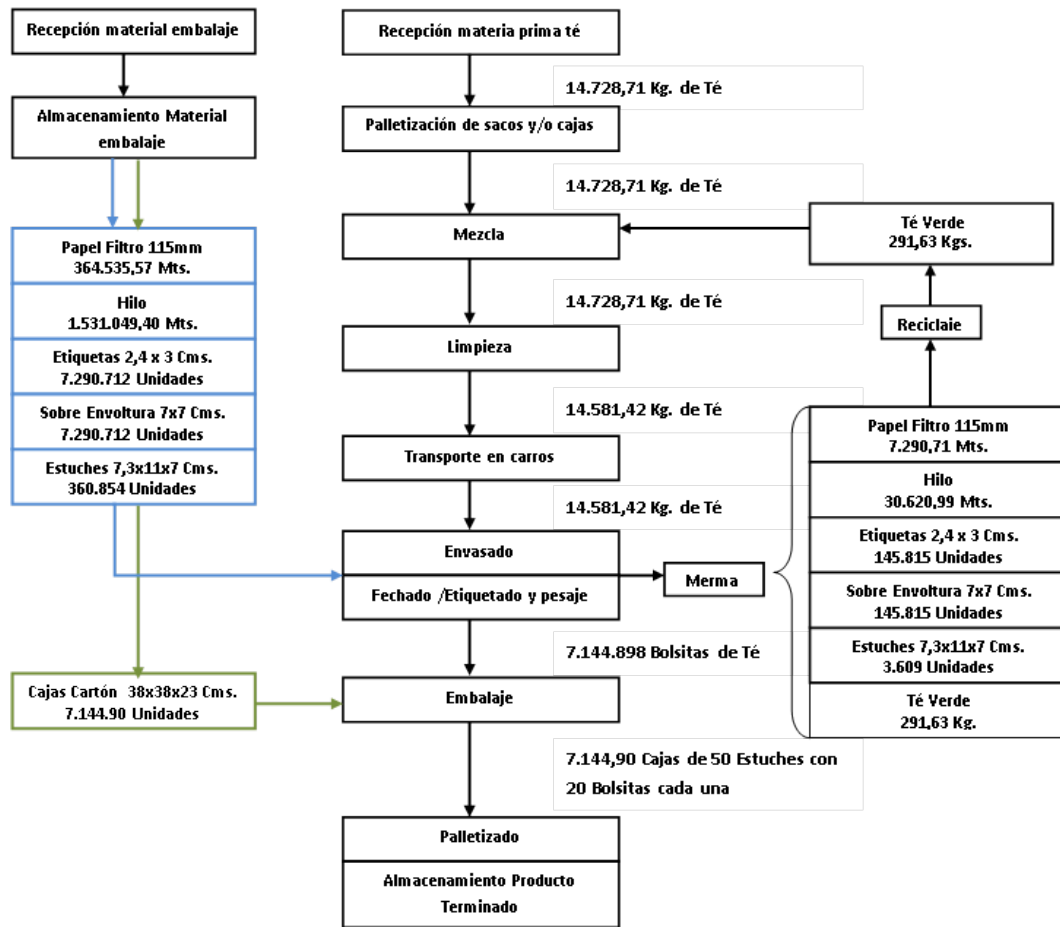 Recepción material embalaje
Almacenamiento Material
embalaje
Papel Filtro 115mm
364.535,57 Mts.
Hilo
1.531.049,40 Mts.
Etiquetas 2,4 x 3 Cms.
7.290.712 Unidades
Sobre Envoltura 7x7 Cms.
7.290.712 Unidades
Estuches 7,3x11x7 Cms.
360.854 Unidades
Cajas Cartón 38x38x23 Cms.
7.144.90 Unidades
Recepción materia prima té
14.728,71 Kg. de Té
Palletización de sacos y/o cajas
14.728,71 Kg. de Té
Mezcla
14.728,71 Kg. de Té
Limpieza
14.581,42 Kg. de Té
Transporte en carros
14.581,42 Kg. de Té
Envasado
Fechado /Etiquetado y pesaje
7.144.898 Bolsitas de Té
Embalaje
7.144,90 Cajas de 50 Estuches con
20 Bolsitas cada una
Palletizado
Almacenamiento Producto
Terminado
Merma
Té Verde
291,63 Kgs.
Reciclaie
Papel Filtro 115mm
7.290,71 Mts.
Hilo
30.620,99 Mts.
Etiquetas 2,4 x 3 Cms.
145.815 Unidades
Sobre Envoltura 7x7 Cms.
145.815 Unidades
Estuches 7,3x11x7 Cms.
3.609 Unidades
Té Verde
291,63 Kg.